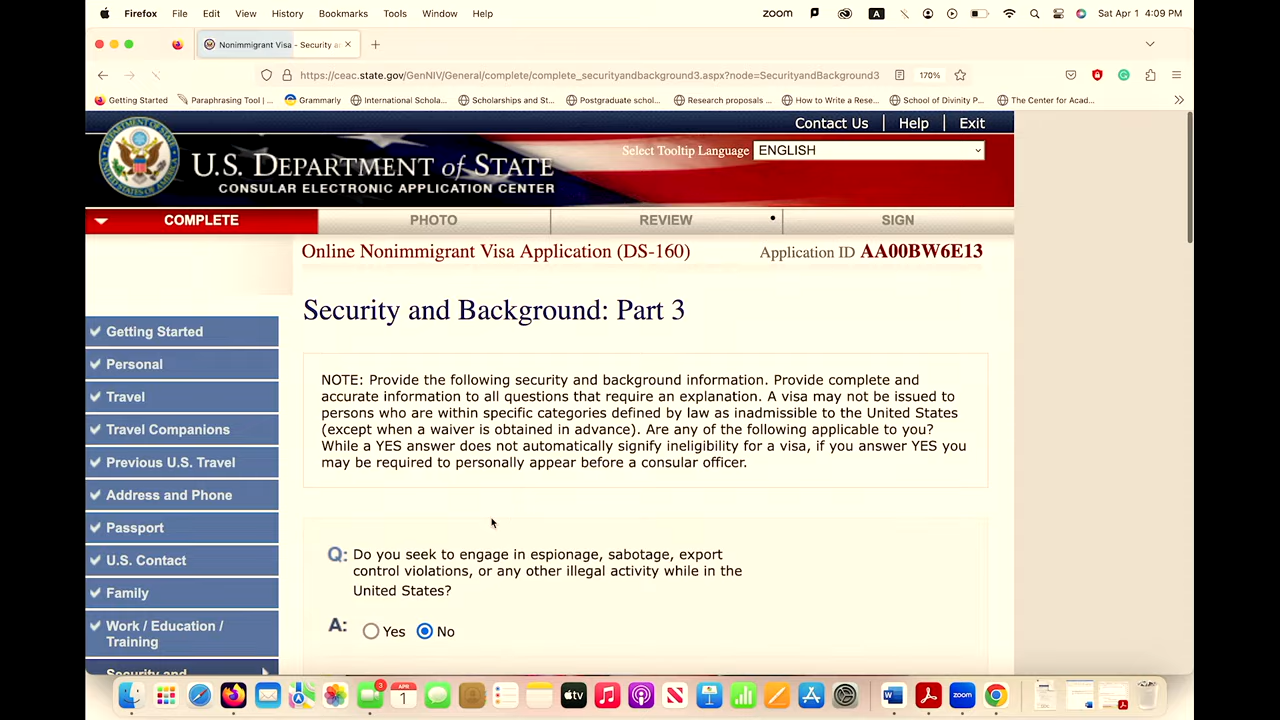 Firefox File Edit View History Bookmarks Tools Window Help zoom A Sat Apr 1 4:09 PM
Nonimmigrant Visa - Security a
https://ceac.state.gov/GenNIV/General/complete/complete_securityandbackground3.aspx?node=SecurityandBackground3 170%
Getting Started Paraphrasing Tool | ... Grammarly International Schola... Scholarships and St... Postgraduate schol... Research proposals ... How to Write a Rese... School of Divinity P... The Center for Acad...
Contact Us | Help | Exit
Select Tooltip Language ENGLISH
U.S. DEPARTMENT of STATE
CONSULAR ELECTRONIC APPLICATION CENTER
COMPLETE PHOTO REVIEW SIGN
Online Nonimmigrant Visa Application (DS-160) Application ID AA00BW6E13
Security and Background: Part 3
Getting Started
Personal
Travel
Travel Companions
Previous U.S. Travel
Address and Phone
Passport
U.S. Contact
Family
Work / Education /
Training
Security and
NOTE: Provide the following security and background information. Provide complete and
accurate information to all questions that require an explanation. A visa may not be issued to
persons who are within specific categories defined by law as inadmissible to the United States
(except when a waiver is obtained in advance). Are any of the following applicable to you?
While a YES answer does not automatically signify ineligibility for a visa, if you answer YES you
may be required to personally appear before a consular officer.
Q: Do you seek to engage in espionage, sabotage, export
control violations, or any other illegal activity while in the
United States?
A: Yes No
3 APR 1 tv W zoom